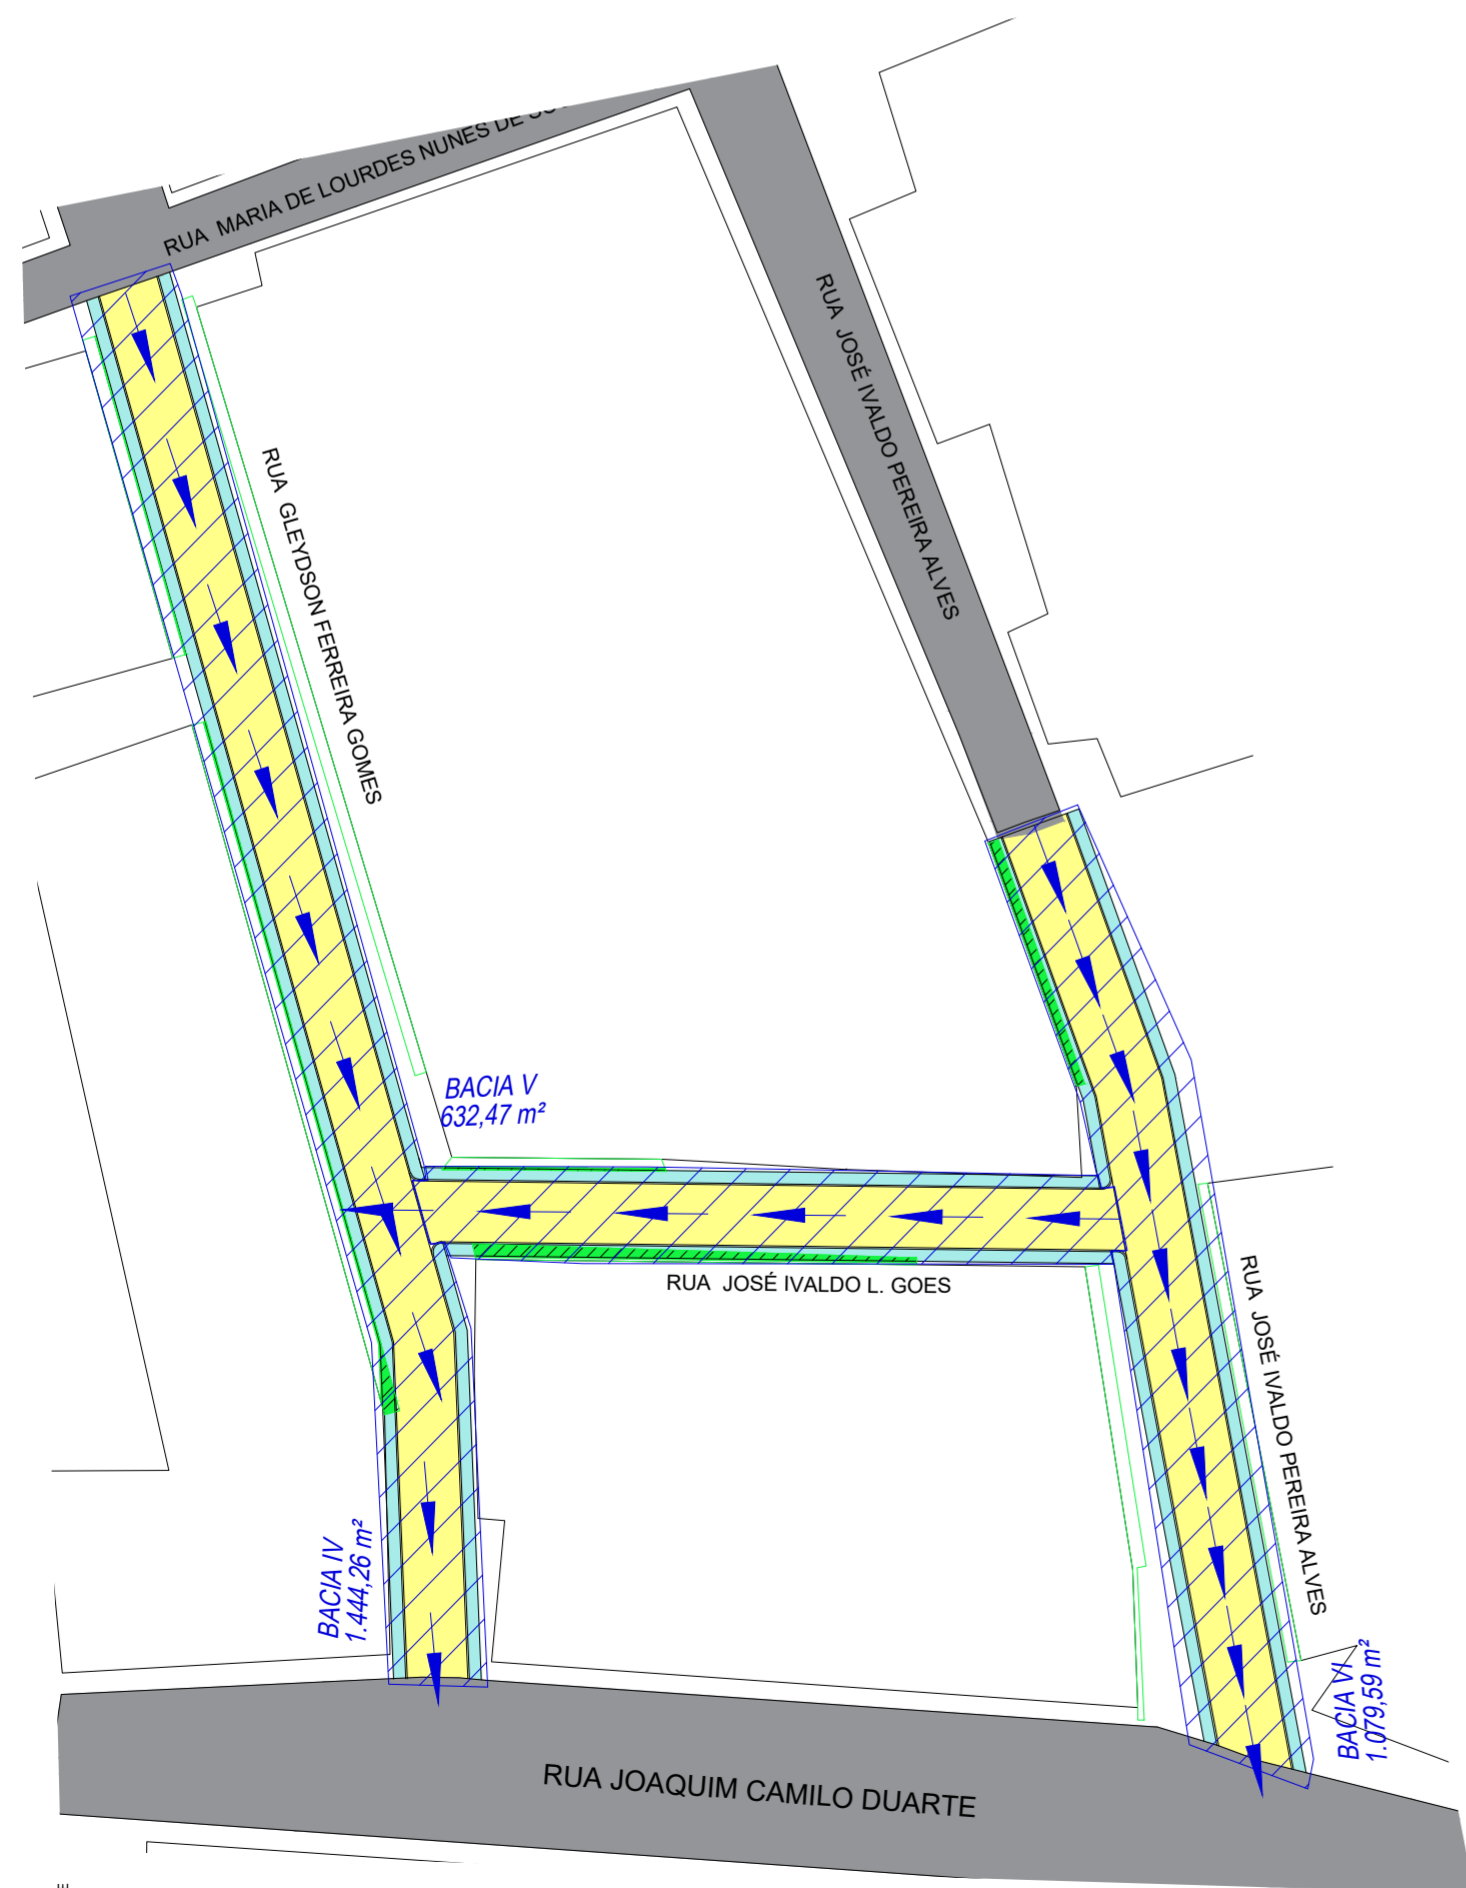 RUA MARIA DE LOURDES NUNES DE
RUA JOSÉ IVALDO PEREIRA ALVES
RUA GLEYDSON FERREIRA GOMES
BACIA V
632,47 m²
RUA JOSÉ IVALDO L. GOES
RUA JOSÉ IVALDO PEREIRA ALVES
BACIA IV
1.444,26 m²
BACIA VI
1.079,59 m²
RUA JOAQUIM CAMILO DUARTE